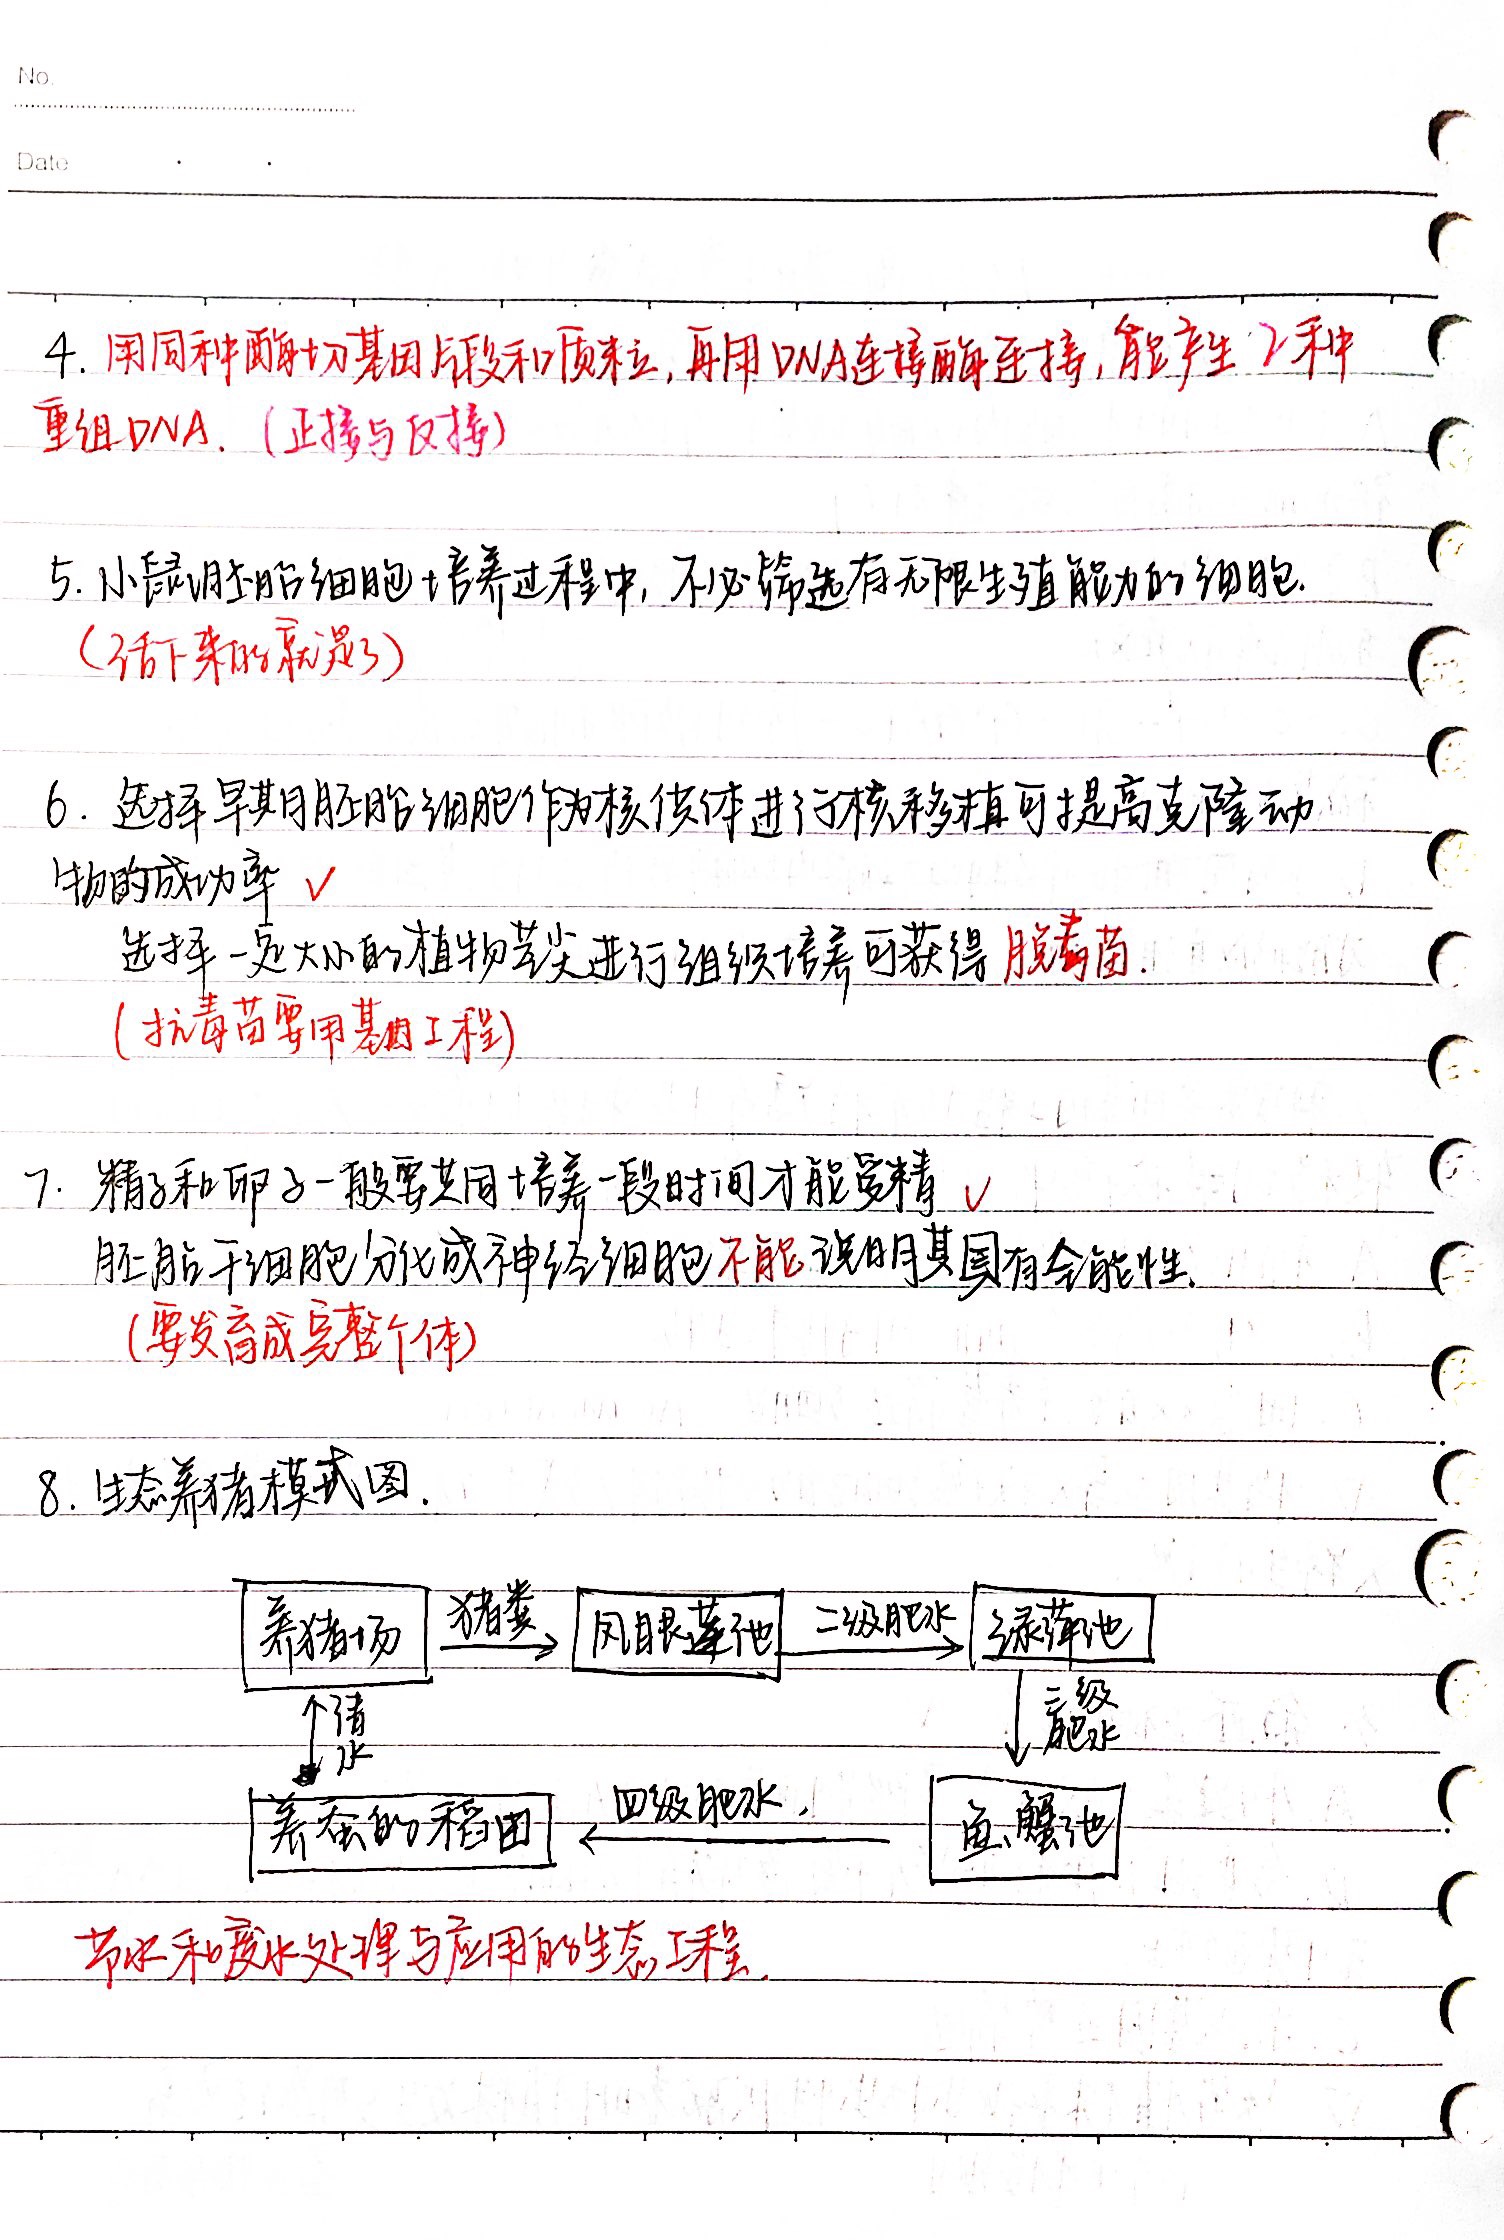 No.
Date
4. 用同种酶切基因片段和质粒,再用DNA连接酶连接,能产生2种
重组DNA.(正接与反接)
5. 小鼠胚胎细胞培养过程中,不必筛选有无限生殖能力的细胞.
(活下来的就是)
6. 选择早期胚胎细胞作为核供体进行核移植可提高克隆动
物的成功率 ✓
选择一定大小的植物茎尖进行组织培养可获得脱毒苗.
(抗毒苗要用基因工程)
7. 精子和卵子一般要共同培养一段时间才能受精 ✓
胚胎干细胞分化成神经细胞不能说明其具有全能性.
(要发育成完整个体)
8. 生态养猪模式图.
养猪场 猪粪 凤眼莲池 二级肥水 绿萍池
清水
三级肥水
养蚕的稻田 四级肥水. 鱼、蟹池
节水和废水处理与应用的生态工程.